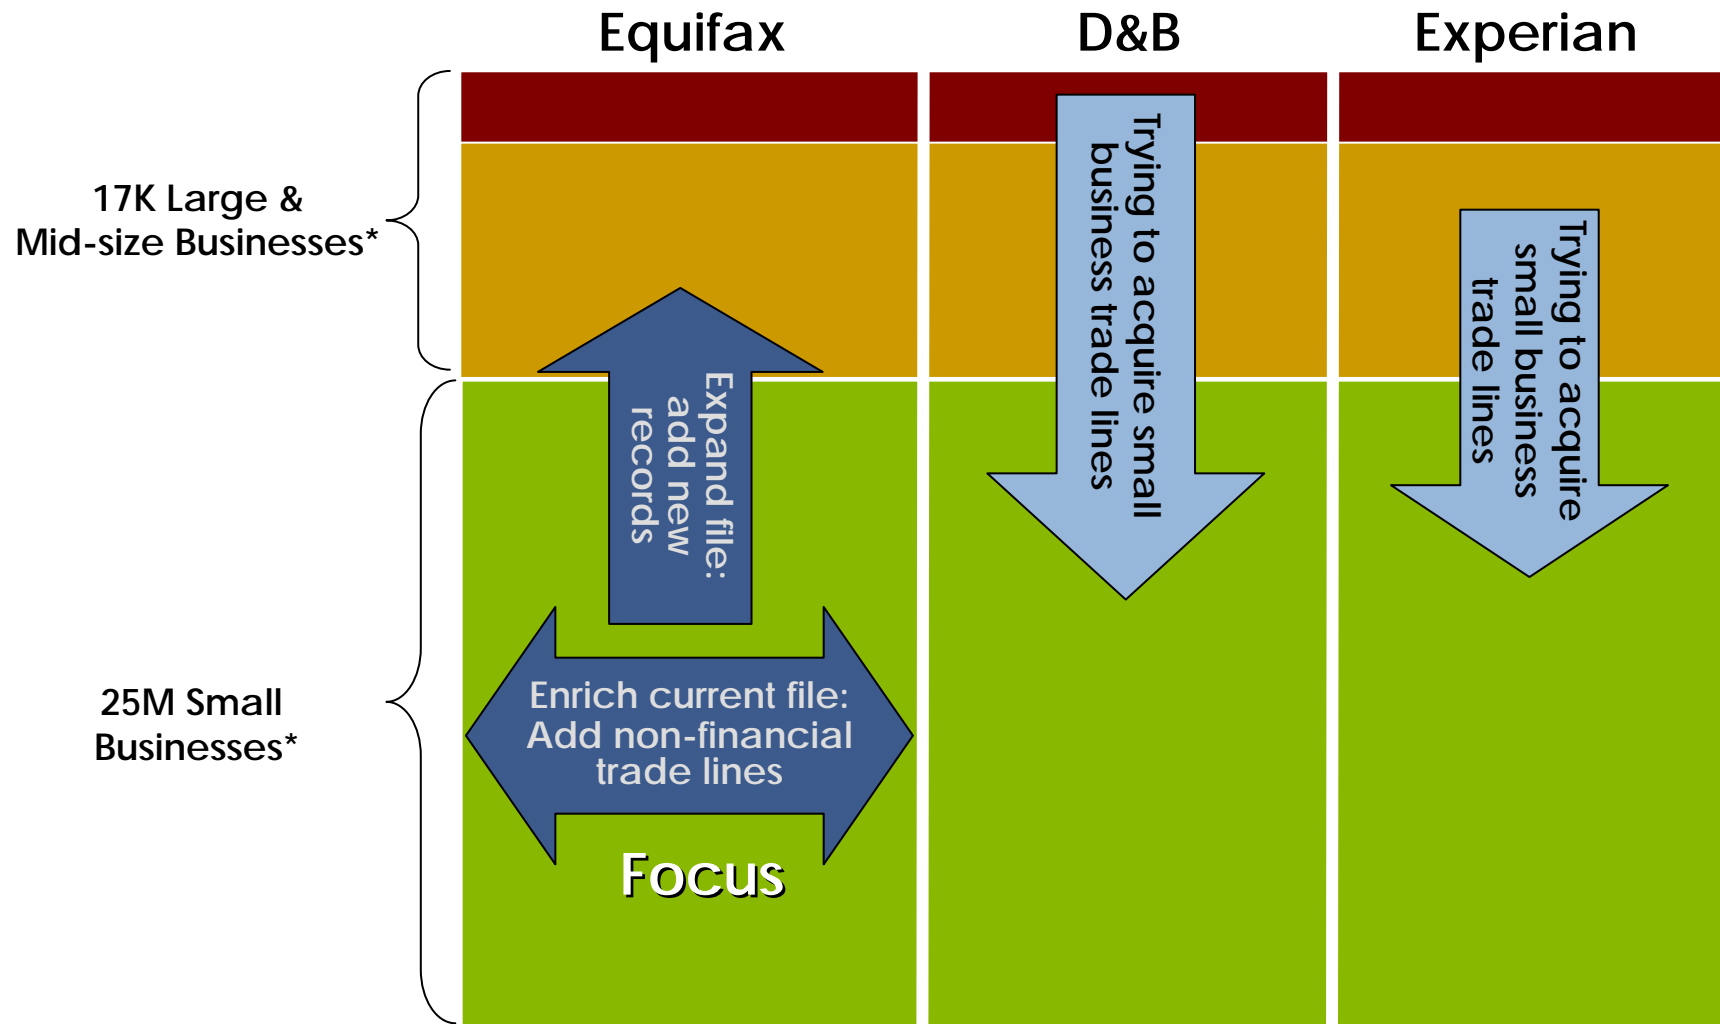 Equifax
D&B
Experian
17K Large &
Mid-size Businesses*
25M Small
Businesses*
Expand file:
add new
records
Enrich current file:
Add non-financial
trade lines
Focus
Trying to acquire small
business trade lines
Trying to acquire
small business
trade lines